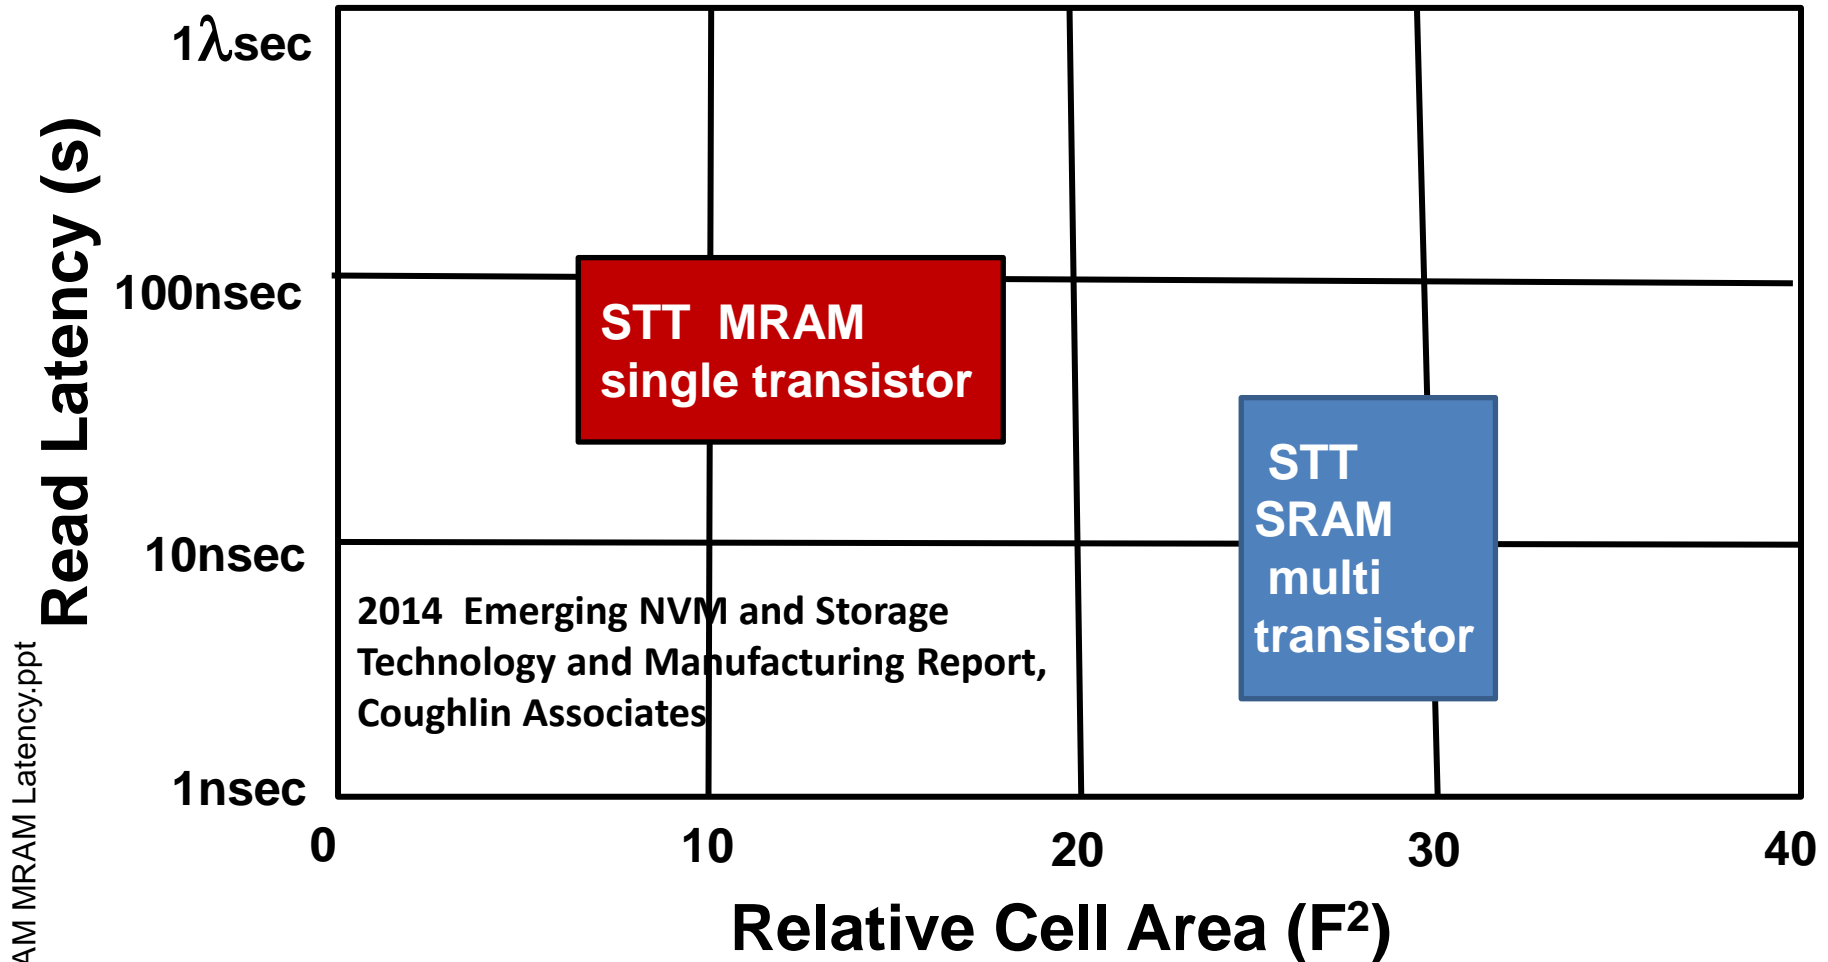 1λsec
100nsec
10nsec
1nsec
Read Latency (s)
STT MRAM
single transistor
STT
SRAM
multi
transistor
2014 Emerging NVM and Storage
Technology and Manufacturing Report,
Coughlin Associates
0 10 20 30 40
Relative Cell Area (F²)
AM MRAM Latency.ppt